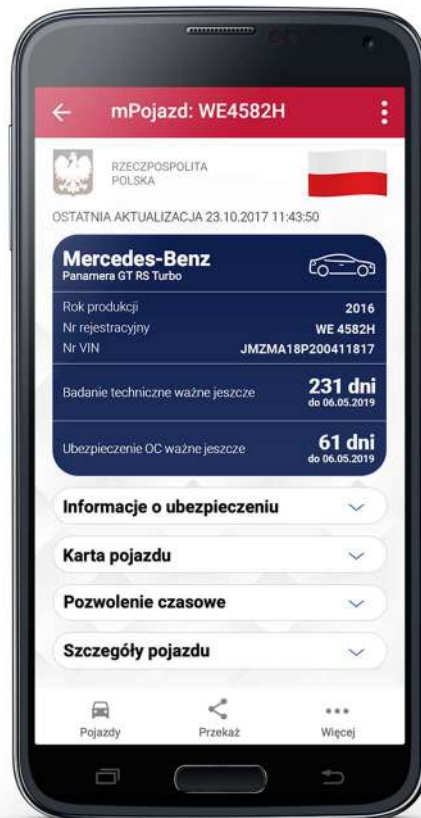 mPojazd: WE4582H
RZECZPOSPOLITA
POLSKA
OSTATNIA AKTUALIZACJA 23.10.2017 11:43:50
Mercedes-Benz
Panamera GT RS Turbo
Rok produkcji 2016
Nr rejestracyjny WE 4582H
Nr VIN JMZMA18P200411817
Badanie techniczne ważne jeszcze 231 dni
do 06.05.2019
Ubezpieczenie OC ważne jeszcze 61 dni
do 06.05.2019
Informacje o ubezpieczeniu
Karta pojazdu
Pozwolenie czasowe
Szczegóły pojazdu
Pojazdy Przekaż Więcej